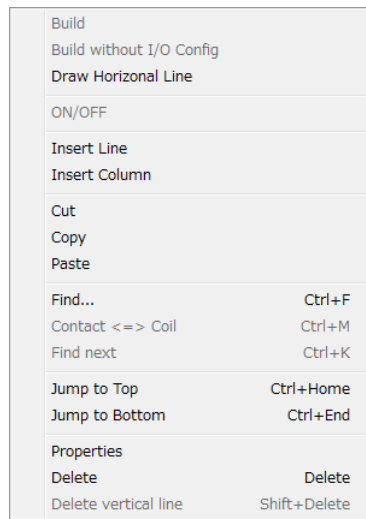 Build
Build without I/O Config
Draw Horizonal Line
ON/OFF
Insert Line
Insert Column
Cut
Copy
Paste
Find... Ctrl+F
Contact <=> Coil Ctrl+M
Find next Ctrl+K
Jump to Top Ctrl+Home
Jump to Bottom Ctrl+End
Properties
Delete Delete
Delete vertical line Shift+Delete